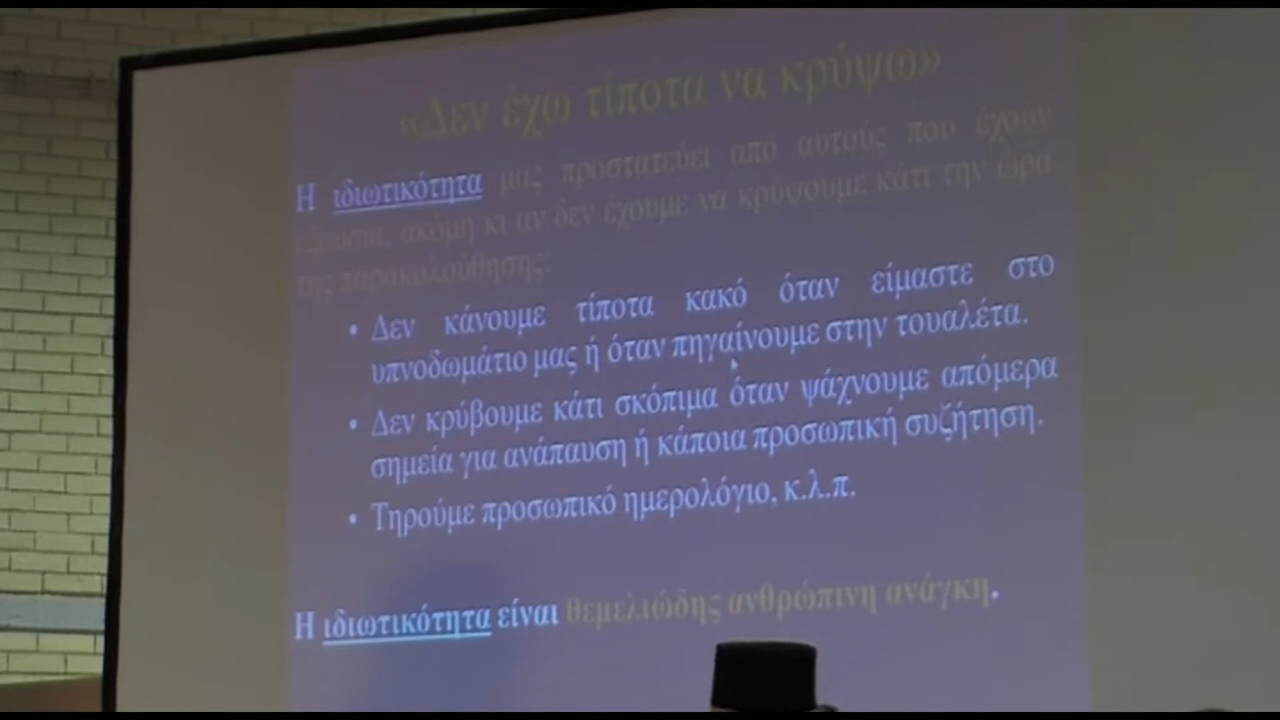 «Δεν έχω τίποτα να κρύψω»
Η ιδιωτικότητα μας προστατεύει από αυτούς που έχουν
εξουσία, ακόμη κι αν δεν έχουμε να κρύψουμε κάτι την ώρα
της παρακολούθησης:
• Δεν κάνουμε τίποτα κακό όταν είμαστε στο
υπνοδωμάτιο μας ή όταν πηγαίνουμε στην τουαλέτα.
• Δεν κρύβουμε κάτι σκόπιμα όταν ψάχνουμε απόμερα
σημεία για ανάπαυση ή κάποια προσωπική συζήτηση.
• Τηρούμε προσωπικό ημερολόγιο, κ.λ.π.
Η ιδιωτικότητα είναι θεμελιώδης ανθρώπινη ανάγκη.